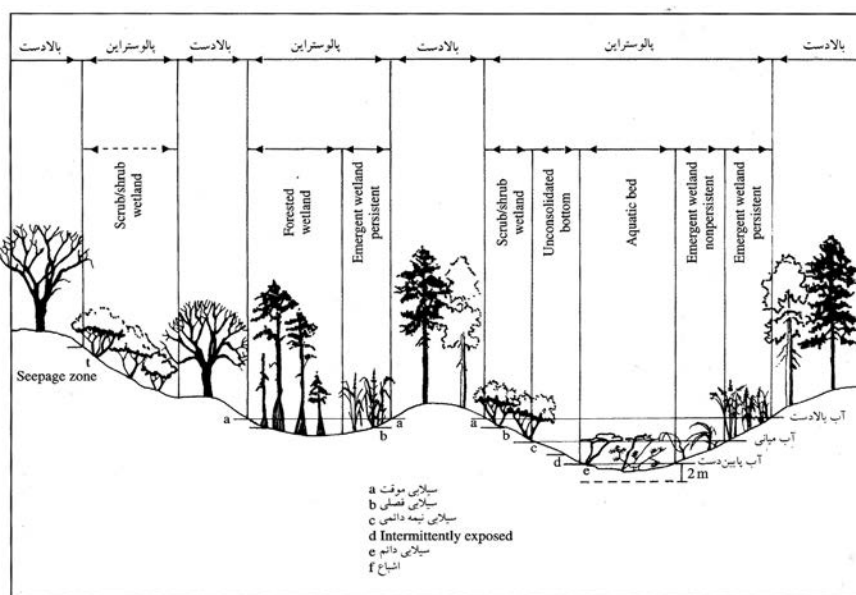 بالادست
پالوستراین
بالادست
پالوستراین
بالادست
پالوستراین
بالادست
Scrub/shrub
wetland
Forested
wetland
Emergent wetland
persistent
Scrub/shrub
wetland
Unconsolidated
bottom
Aquatic bed
Emergent wetland
nonpersistent
Emergent wetland
persistent
t
Seepage zone
a
a
b
a
b
c
d
e
آب بالادست
آب میانی
آب پایین‌دست
2 m
a سیلابی موقت
b سیلابی فصلی
c سیلابی نیمه دائمی
d Intermittently exposed
e سیلابی دائم
f اشباع